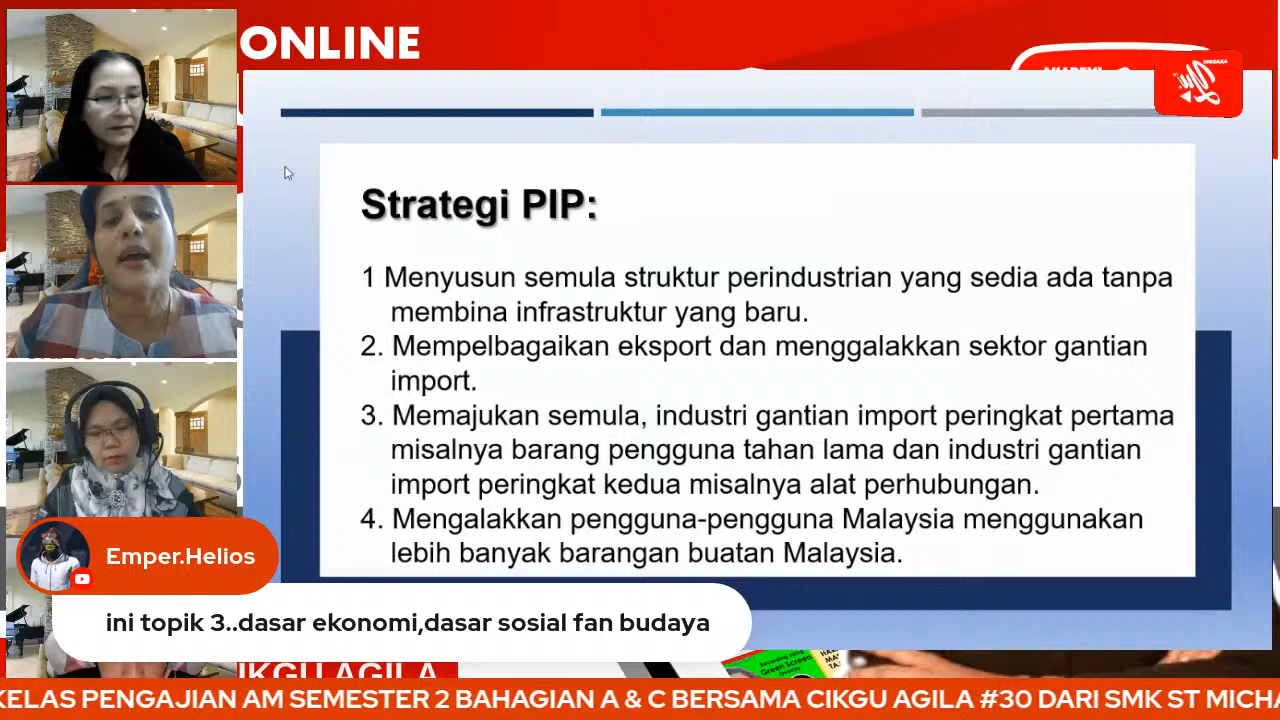 ONLINE
Strategi PIP:
1 Menyusun semula struktur perindustrian yang sedia ada tanpa
membina infrastruktur yang baru.
2. Mempelbagaikan eksport dan menggalakkan sektor gantian
import.
3. Memajukan semula, industri gantian import peringkat pertama
misalnya barang pengguna tahan lama dan industri gantian
import peringkat kedua misalnya alat perhubungan.
4. Mengalakkan pengguna-pengguna Malaysia menggunakan
lebih banyak barangan buatan Malaysia.
Emper.Helios
ini topik 3..dasar ekonomi,dasar sosial fan budaya
Green Screen
IKGU AGILA
KELAS PENGAJIAN AM SEMESTER 2 BAHAGIAN A & C BERSAMA CIKGU AGILA #30 DARI SMK ST MICHA